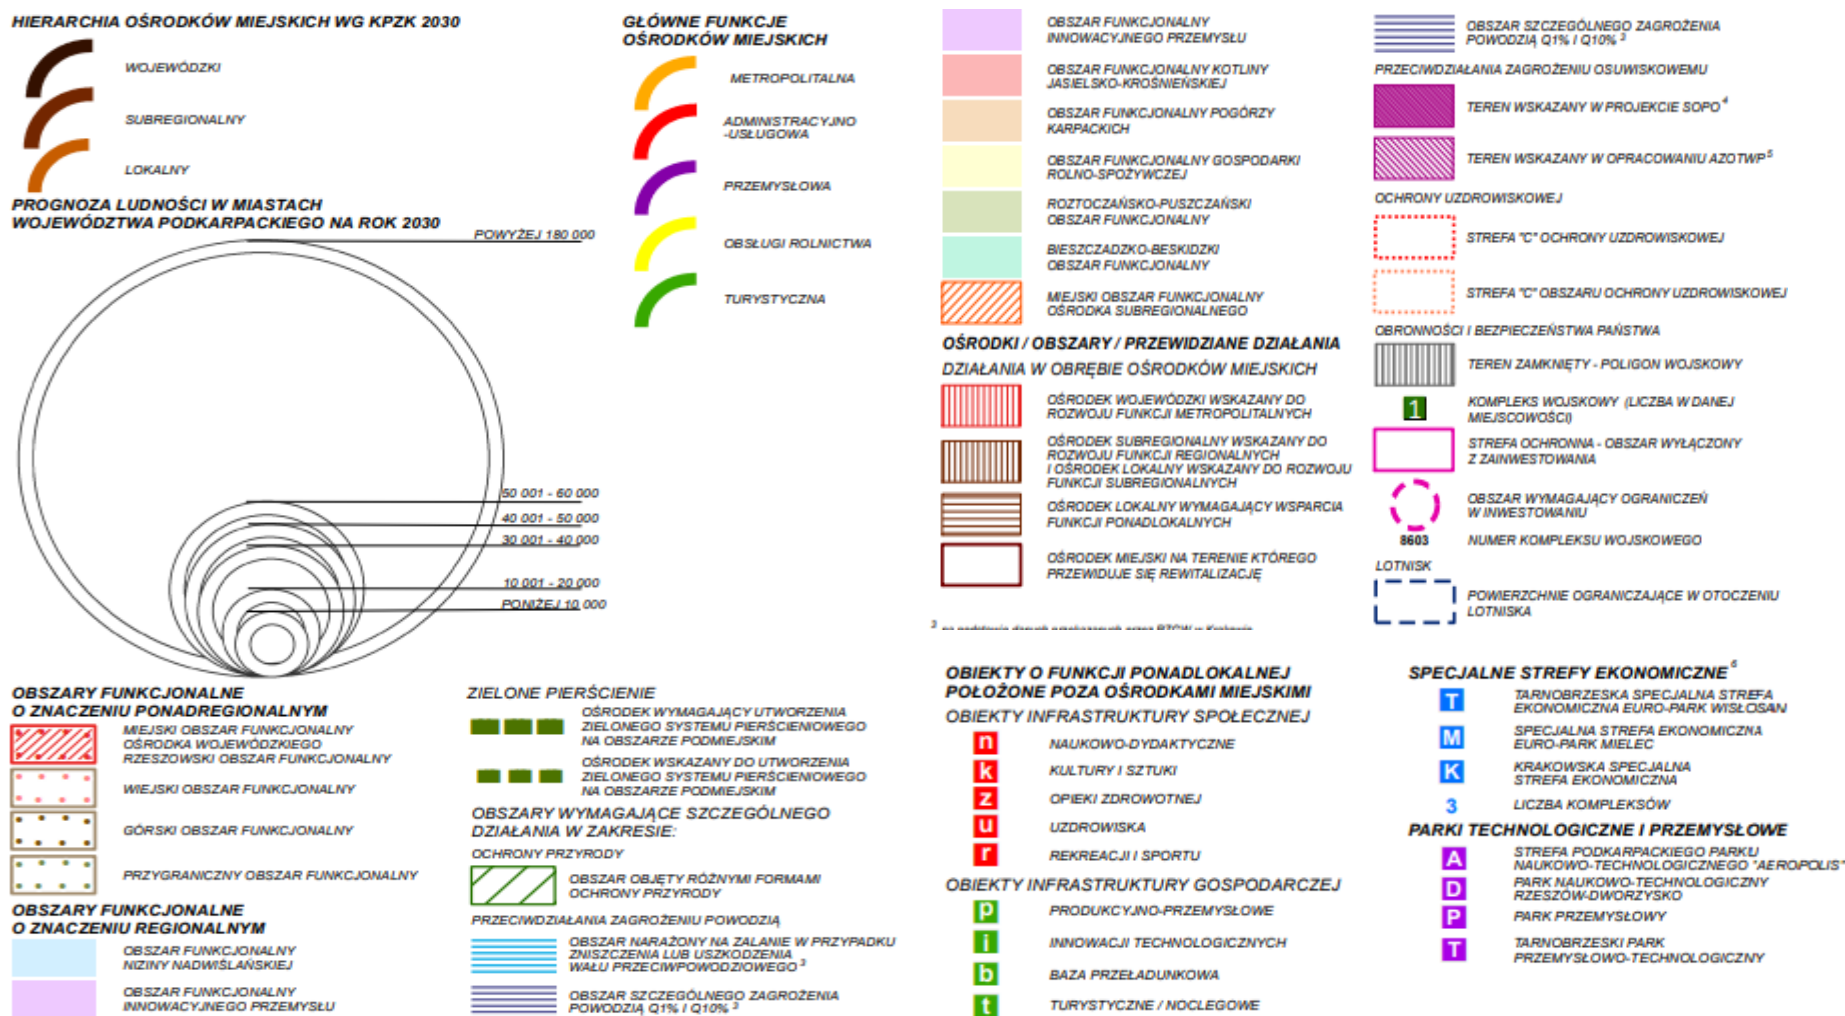 HIERARCHIA OŚRODKÓW MIEJSKICH WG KPZK 2030
WOJEWÓDZKI
SUBREGIONALNY
LOKALNY
PROGNOZA LUDNOŚCI W MIASTACH
WOJEWÓDZTWA PODKARPACKIEGO NA ROK 2030
POWYŻEJ 180 000
50 001 - 60 000
40 001 - 50 000
30 001 - 40 000
10 001 - 20 000
PONIŻEJ 10 000
GŁÓWNE FUNKCJE
OŚRODKÓW MIEJSKICH
METROPOLITALNA
ADMINISTRACYJNO
-USŁUGOWA
PRZEMYSŁOWA
OBSŁUGI ROLNICTWA
TURYSTYCZNA
OBSZARY FUNKCJONALNE
O ZNACZENIU PONADREGIONALNYM
MIEJSKI OBSZAR FUNKCJONALNY
OŚRODKA WOJEWÓDZKIEGO
RZESZOWSKI OBSZAR FUNKCJONALNY
WIEJSKI OBSZAR FUNKCJONALNY
GÓRSKI OBSZAR FUNKCJONALNY
PRZYGRANICZNY OBSZAR FUNKCJONALNY
OBSZARY FUNKCJONALNE
O ZNACZENIU REGIONALNYM
OBSZAR FUNKCJONALNY
NIZINY NADWIŚLAŃSKIEJ
OBSZAR FUNKCJONALNY
INNOWACYJNEGO PRZEMYSŁU
ZIELONE PIERŚCIENIE
OŚRODEK WYMAGAJĄCY UTWORZENIA
ZIELONEGO SYSTEMU PIERŚCIENIOWEGO
NA OBSZARZE PODMIEJSKIM
OŚRODEK WSKAZANY DO UTWORZENIA
ZIELONEGO SYSTEMU PIERŚCIENIOWEGO
NA OBSZARZE PODMIEJSKIM
OBSZARY WYMAGAJĄCE SZCZEGÓLNEGO
DZIAŁANIA W ZAKRESIE:
OCHRONY PRZYRODY
OBSZAR OBJĘTY RÓŻNYMI FORMAMI
OCHRONY PRZYRODY
PRZECIWDZIAŁANIA ZAGROŻENIU POWODZIĄ
OBSZAR NARAŻONY NA ZALANIE W PRZYPADKU
ZNISZCZENIA LUB USZKODZENIA
WAŁU PRZECIWPOWODZIOWEGO 3
OBSZAR SZCZEGÓLNEGO ZAGROŻENIA
POWODZIĄ Q1% I Q10% 3
OBSZAR FUNKCJONALNY
INNOWACYJNEGO PRZEMYSŁU
OBSZAR FUNKCJONALNY KOTLINY
JASIELSKO-KROŚNIEŃSKIEJ
OBSZAR FUNKCJONALNY POGÓRZY
KARPACKICH
OBSZAR FUNKCJONALNY GOSPODARKI
ROLNO-SPOŻYWCZEJ
ROZTOCZAŃSKO-PUSZCZAŃSKI
OBSZAR FUNKCJONALNY
BIESZCZADZKO-BESKIDZKI
OBSZAR FUNKCJONALNY
MIEJSKI OBSZAR FUNKCJONALNY
OŚRODKA SUBREGIONALNEGO
OŚRODKI / OBSZARY / PRZEWIDZIANE DZIAŁANIA
DZIAŁANIA W OBRĘBIE OŚRODKÓW MIEJSKICH
OŚRODEK WOJEWÓDZKI WSKAZANY DO
ROZWOJU FUNKCJI METROPOLITALNYCH
OŚRODEK SUBREGIONALNY WSKAZANY DO
ROZWOJU FUNKCJI REGIONALNYCH
I OŚRODEK LOKALNY WSKAZANY DO ROZWOJU
FUNKCJI SUBREGIONALNYCH
OŚRODEK LOKALNY WYMAGAJĄCY WSPARCIA
FUNKCJI PONADLOKALNYCH
OŚRODEK MIEJSKI NA TERENIE KTÓREGO
PRZEWIDUJE SIĘ REWITALIZACJĘ
3
OBSZAR SZCZEGÓLNEGO ZAGROŻENIA
POWODZIĄ Q1% I Q10% 3
PRZECIWDZIAŁANIA ZAGROŻENIU OSUWISKOWEMU
TEREN WSKAZANY W PROJEKCIE SOPO 4
TEREN WSKAZANY W OPRACOWANIU AZOTWP 5
OCHRONY UZDROWISKOWEJ
STREFA "C" OCHRONY UZDROWISKOWEJ
STREFA "C" OBSZARU OCHRONY UZDROWISKOWEJ
OBRONNOŚCI I BEZPIECZEŃSTWA PAŃSTWA
TEREN ZAMKNIĘTY - POLIGON WOJSKOWY
1 KOMPLEKS WOJSKOWY (LICZBA W DANEJ
MIEJSCOWOŚCI)
STREFA OCHRONNA - OBSZAR WYŁĄCZONY
Z ZAINWESTOWANIA
OBSZAR WYMAGAJĄCY OGRANICZEŃ
W INWESTOWANIU
8603 NUMER KOMPLEKSU WOJSKOWEGO
LOTNISK
POWIERZCHNIE OGRANICZAJĄCE W OTOCZENIU
LOTNISKA
OBIEKTY O FUNKCJI PONADLOKALNEJ
POŁOŻONE POZA OŚRODKAMI MIEJSKIMI
OBIEKTY INFRASTRUKTURY SPOŁECZNEJ
n NAUKOWO-DYDAKTYCZNE
k KULTURY I SZTUKI
z OPIEKI ZDROWOTNEJ
u UZDROWISKA
r REKREACJI I SPORTU
OBIEKTY INFRASTRUKTURY GOSPODARCZEJ
p PRODUKCYJNO-PRZEMYSŁOWE
i INNOWACJI TECHNOLOGICZNYCH
b BAZA PRZEŁADUNKOWA
t TURYSTYCZNE / NOCLEGOWE
SPECJALNE STREFY EKONOMICZNE 6
T TARNOBRZESKA SPECJALNA STREFA
EKONOMICZNA EURO-PARK WISŁOSAN
M SPECJALNA STREFA EKONOMICZNA
EURO-PARK MIELEC
K KRAKOWSKA SPECJALNA
STREFA EKONOMICZNA
3 LICZBA KOMPLEKSÓW
PARKI TECHNOLOGICZNE I PRZEMYSŁOWE
A STREFA PODKARPACKIEGO PARKU
NAUKOWO-TECHNOLOGICZNEGO "AEROPOLIS"
D PARK NAUKOWO-TECHNOLOGICZNY
RZESZÓW-DWORZYSKO
P PARK PRZEMYSŁOWY
T TARNOBRZESKI PARK
PRZEMYSŁOWO-TECHNOLOGICZNY